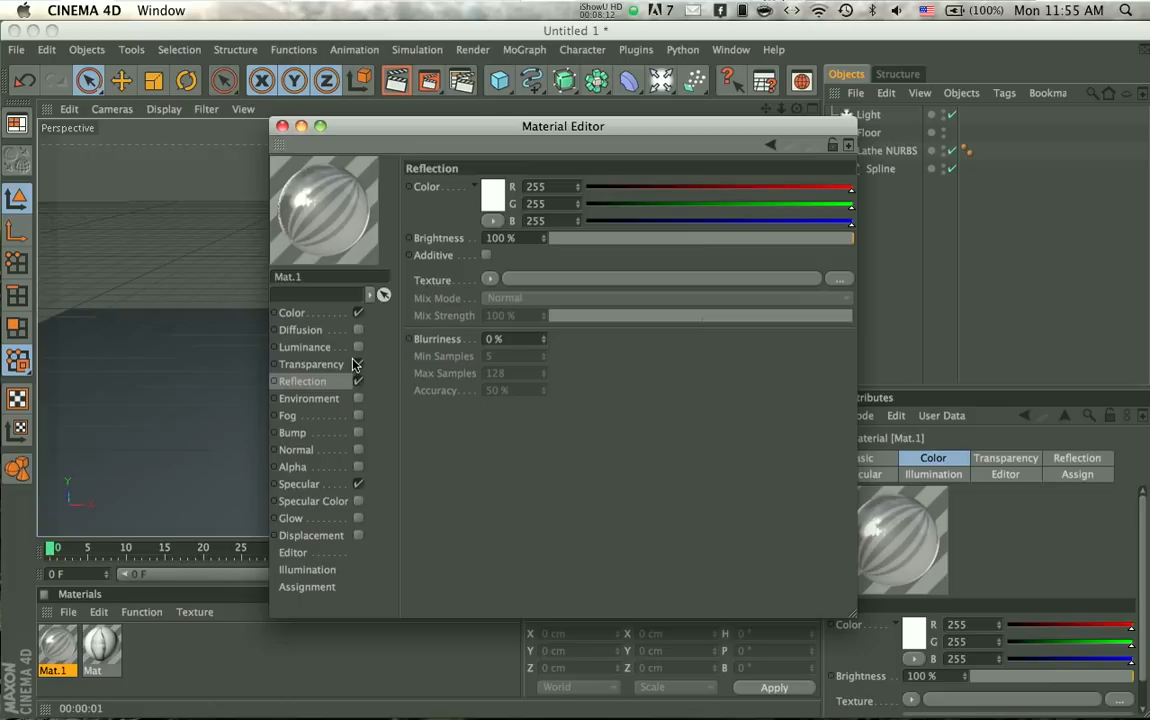 CINEMA 4D Window
iShowU HD
00:08:12
7
(100%) Mon 11:55 AM
Untitled 1 *
File Edit Objects Tools Selection Structure Functions Animation Simulation Render MoGraph Character Plugins Python Window Help
Objects Structure
File Edit View Objects Tags Bookma
Edit Cameras Display Filter View
Perspective
Light
Floor
Lathe NURBS
Spline
Material Editor
Reflection
Color
R 255
G 255
B 255
Brightness 100 %
Additive
Texture
Mix Mode Normal
Mix Strength 100 %
Blurriness 0 %
Min Samples 5
Max Samples 128
Accuracy 50 %
Mat.1
Color
Diffusion
Luminance
Transparency
Reflection
Environment
Fog
Bump
Normal
Alpha
Specular
Specular Color
Glow
Displacement
Editor
Illumination
Assignment
Y
X
0 5 10 15 20 25
0 F 0 F
Materials
File Edit Function Texture
Mat.1 Mat
MAXON
CINEMA 4D
X 0 cm X 0 cm H 0 °
Y 0 cm Y 0 cm P 0 °
Z 0 cm Z 0 cm B 0 °
World Scale Apply
00:00:01
ributes
ode Edit User Data
aterial [Mat.1]
asic Color Transparency Reflection
cular Illumination Editor Assign
Color
R 255
G 255
B 255
Brightness 100 %
Texture